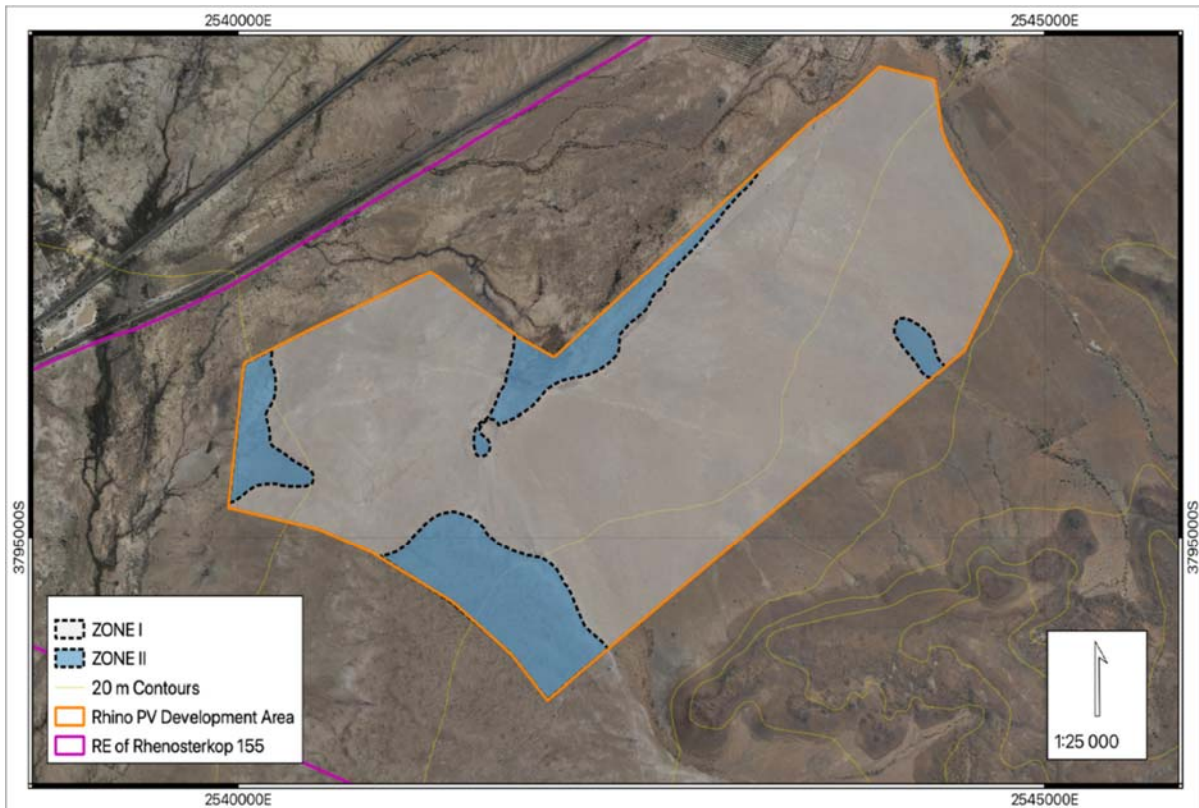 2540000E
2545000E
3795000S
3795000S
ZONE I
ZONE II
20 m Contours
Rhino PV Development Area
RE of Rhenosterkop 155
1:25 000
2540000E
2545000E